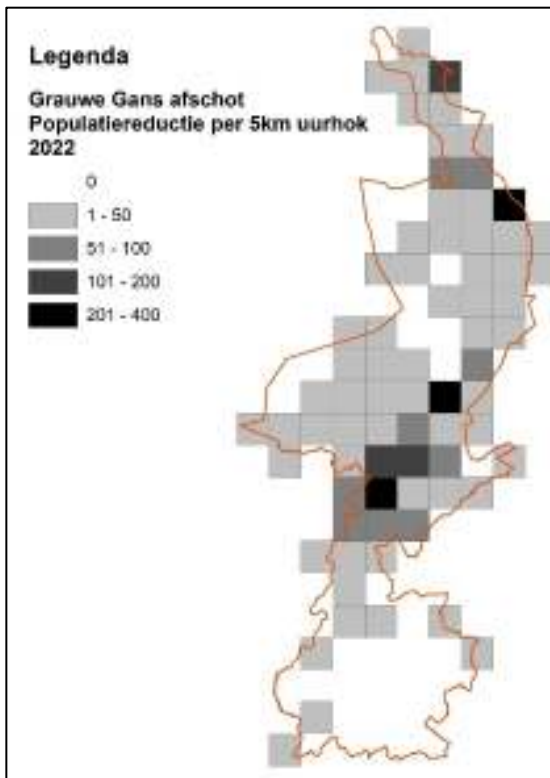 Legenda
Grauwe Gans afschot
Populatiereductie per 5km uurhok
2022
0
1 - 50
51 - 100
101 - 200
201 - 400